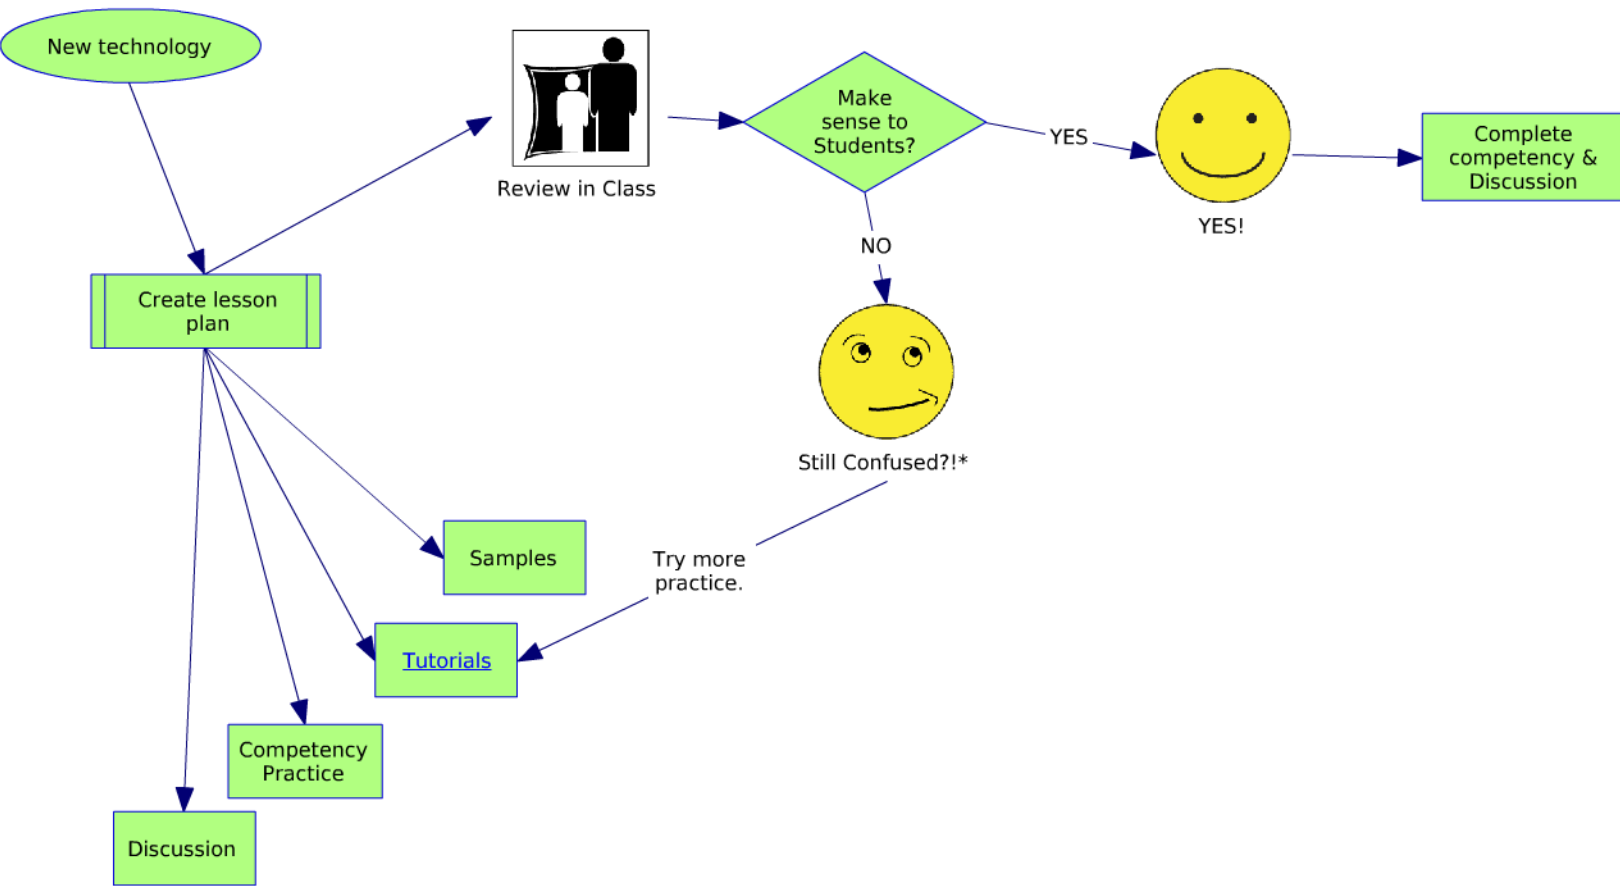 New technology
Review in Class
Make
sense to
Students?
YES
YES!
Complete
competency &
Discussion
NO
Create lesson
plan
Still Confused?!*
Try more
practice.
Samples
Tutorials
Competency
Practice
Discussion